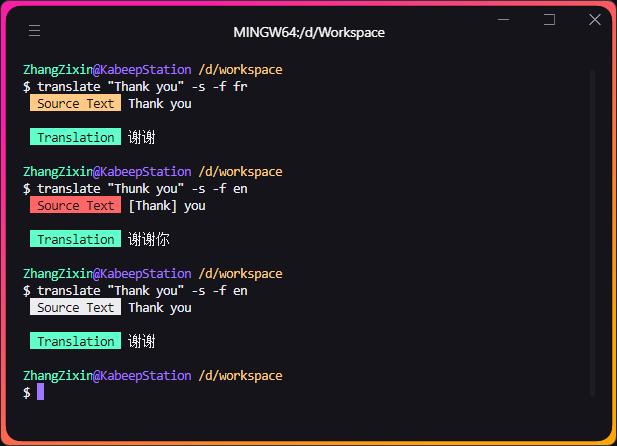 MINGW64:/d/Workspace
ZhangZixin@KabeepStation /d/workspace
$ translate "Thank you" -s -f fr
Source Text Thank you
Translation 谢谢
ZhangZixin@KabeepStation /d/workspace
$ translate "Thunk you" -s -f en
Source Text [Thank] you
Translation 谢谢你
ZhangZixin@KabeepStation /d/workspace
$ translate "Thank you" -s -f en
Source Text Thank you
Translation 谢谢
ZhangZixin@KabeepStation /d/workspace
$